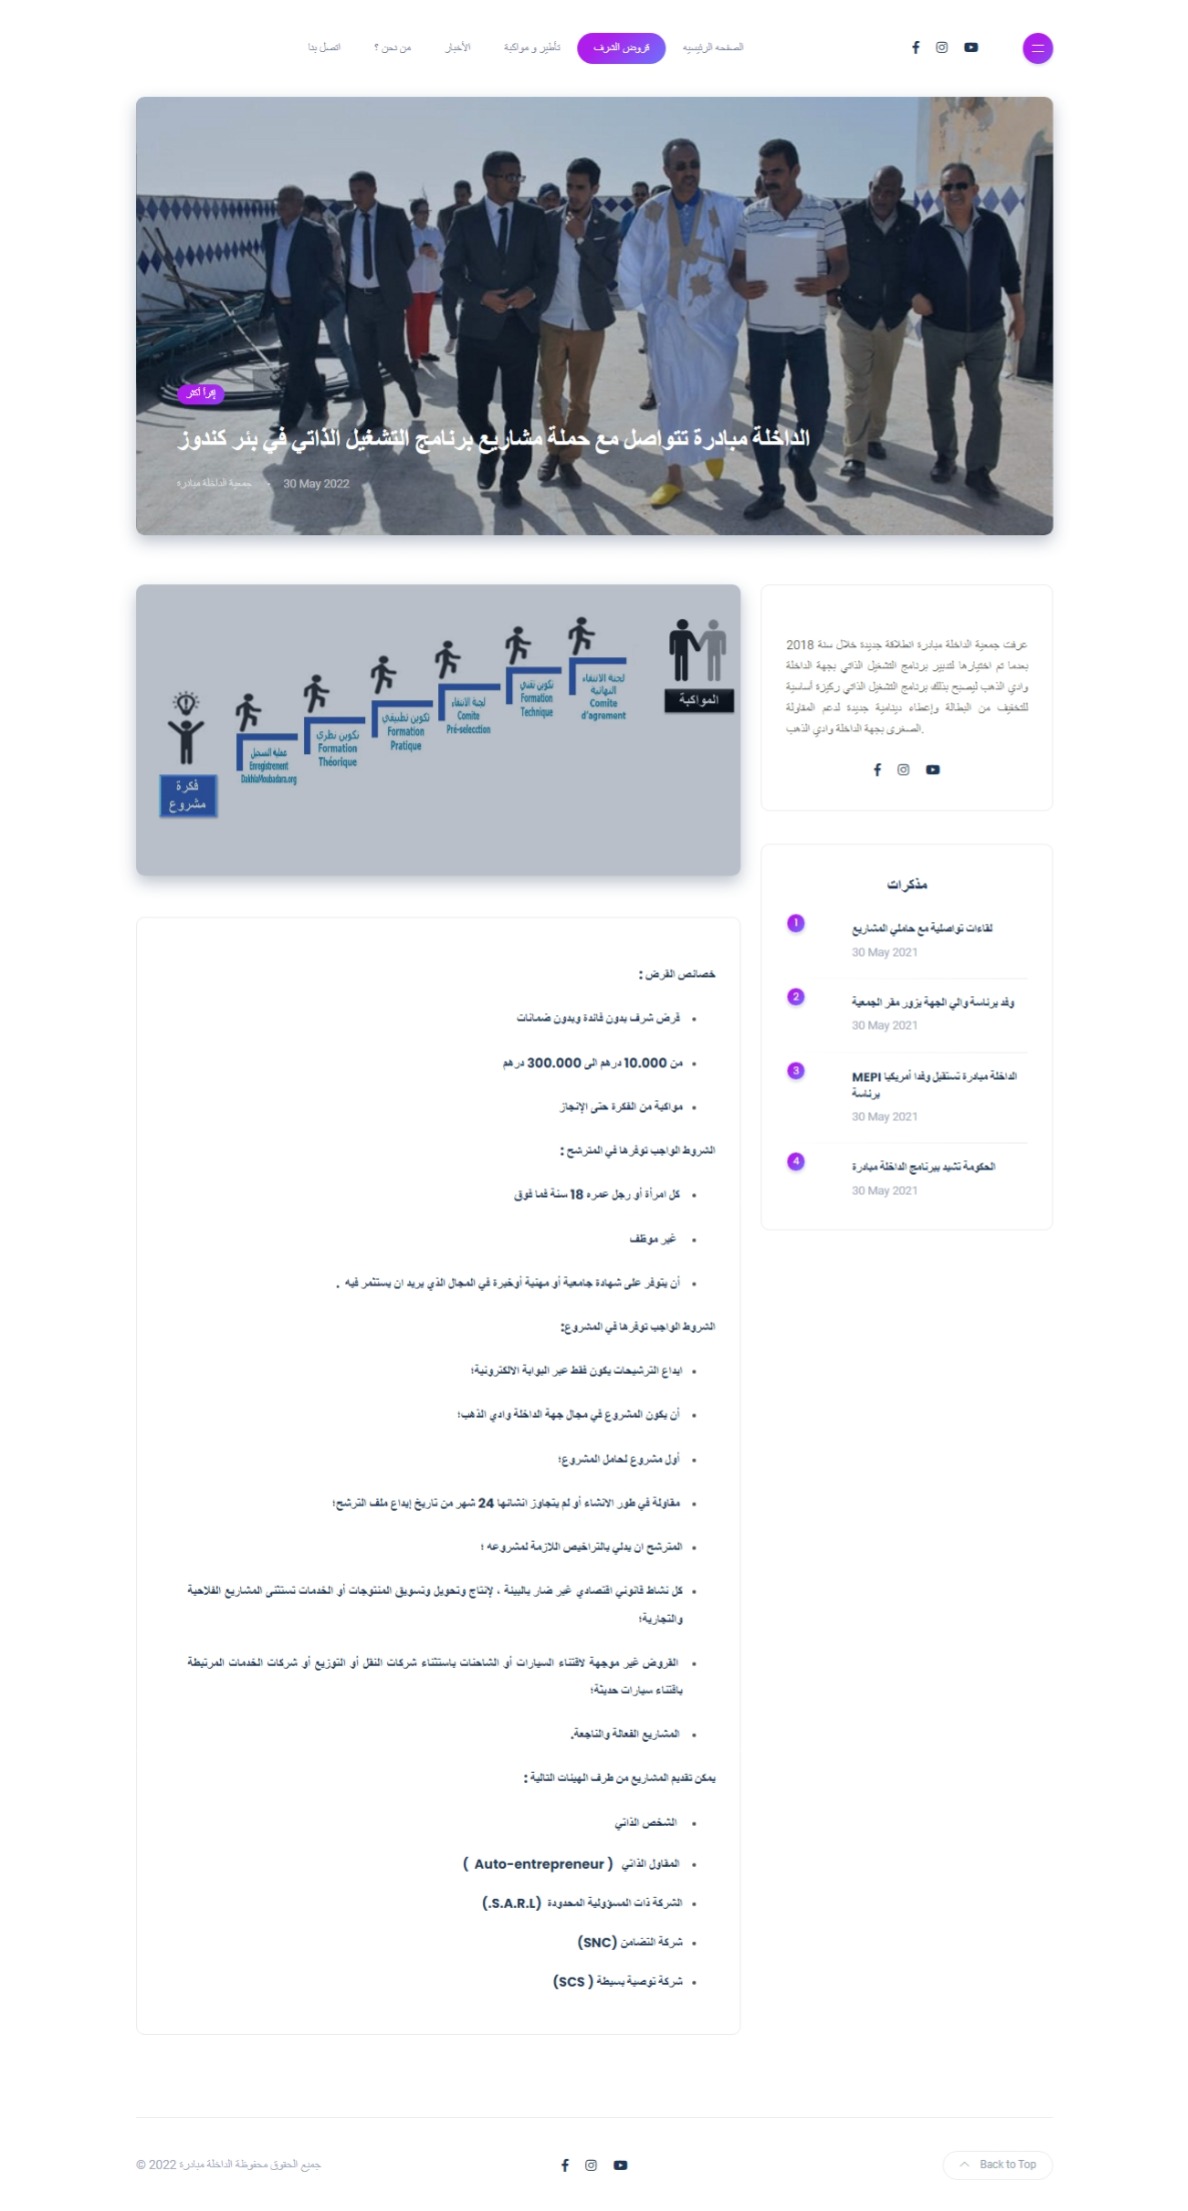 الصفحه الرئيسيه
قروض الشرف
تأطير و مواكبة
الأخبار
من نحن ؟
اتصل بنا
إقرأ أكثر
الداخلة مبادرة تتواصل مع حملة مشاريع برنامج التشغيل الذاتي في بئر كندوز
جمعية الداخلة مبادرة - 30 May 2022
عرفت جمعية الداخلة مبادرة انطلاقة جديدة خلال سنة 2018
بعدما تم اختيارها لتدبير برنامج التشغيل الذاتي بجهة الداخلة
وادي الذهب ليصبح بذلك برنامج التشغيل الذاتي ركيزة أساسية
للتخفيف من البطالة وإعطاء دينامية جديدة لدعم المقاولة
الصغرى بجهة الداخلة وادي الذهب.
مذكرات
1
لقاءات تواصلية مع حاملي المشاريع
30 May 2021
2
وفد برئاسة والي الجهة يزور مقر الجمعية
30 May 2021
3
الداخلة مبادرة تستقبل وفدا أمريكيا MEPI
برئاسة
30 May 2021
4
الحكومة تشيد ببرنامج الداخلة مبادرة
30 May 2021
فكرة
مشروع
عملية التسجيل
Enregistrement
DakhlaMoubadara.org
تكوين نظري
Formation
Théorique
تكوين تطبيقي
Formation
Pratique
لجنة الانتقاء
Comite
Pré-selecction
تكوين تقني
Formation
Technique
لجنة الانتقاء
النهائية
Comite
d'agrement
المواكبة
خصائص القرض :
• قرض شرف بدون فائدة وبدون ضمانات
• من 10.000 درهم الى 300.000 درهم
• مواكبة من الفكرة حتى الإنجاز
الشروط الواجب توفرها في المترشح :
• كل امرأة أو رجل عمره 18 سنة فما فوق
• غير موظف
• أن يتوفر على شهادة جامعية أو مهنية أوخبرة في المجال الذي يريد ان يستثمر فيه .
الشروط الواجب توفرها في المشروع:
• ايداع الترشيحات يكون فقط عبر البوابة الالكترونية؛
• أن يكون المشروع في مجال جهة الداخلة وادي الذهب؛
• أول مشروع لحامل المشروع؛
• مقاولة في طور الانشاء أو لم يتجاوز انشائها 24 شهر من تاريخ إيداع ملف الترشح؛
• المترشح ان يدلي بالتراخيص اللازمة لمشروعه ؛
• كل نشاط قانوني اقتصادي غير ضار بالبيئة ، لإنتاج وتحويل وتسويق المنتوجات أو الخدمات تستثنى المشاريع الفلاحية
والتجارية؛
• القروض غير موجهة لاقتناء السيارات أو الشاحنات باستثناء شركات النقل أو التوزيع أو شركات الخدمات المرتبطة
باقتناء سيارات حديثة؛
• المشاريع الفعالة والناجعة.
يمكن تقديم المشاريع من طرف الهيئات التالية :
• الشخص الذاتي
• المقاول الذاتي ( Auto-entrepreneur )
• الشركة ذات المسؤولية المحدودة (S.A.R.L.)
• شركة التضامن (SNC)
• شركة توصية بسيطة ( SCS)
جميع الحقوق محفوظة الداخلة مبادرة 2022 ©
Back to Top